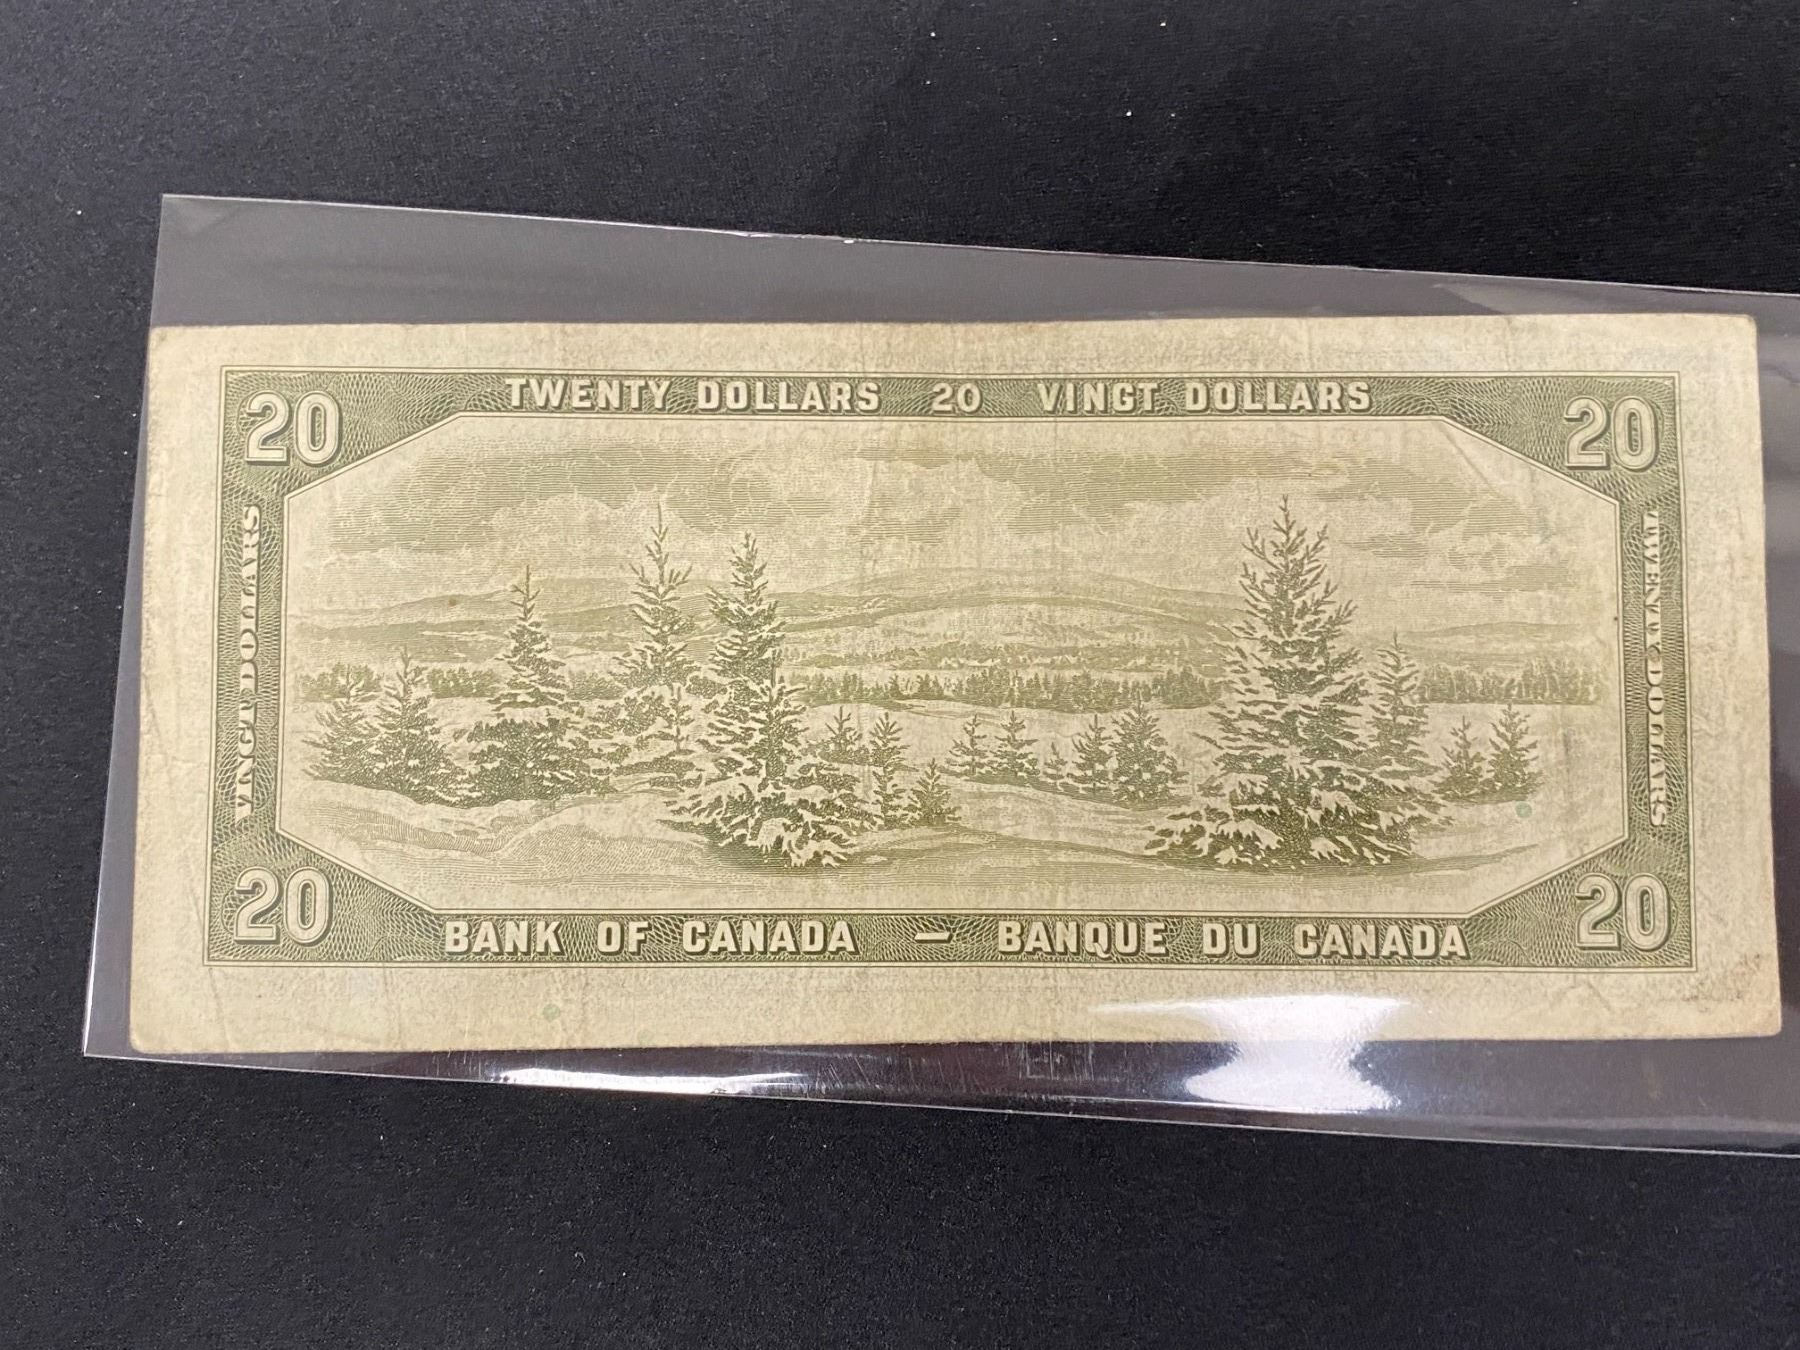 TWENTY DOLLARS 20 VINGT DOLLARS
20
20
VINGT DOLLARS
TWENTY DOLLARS
20
20
BANK OF CANADA – BANQUE DU CANADA